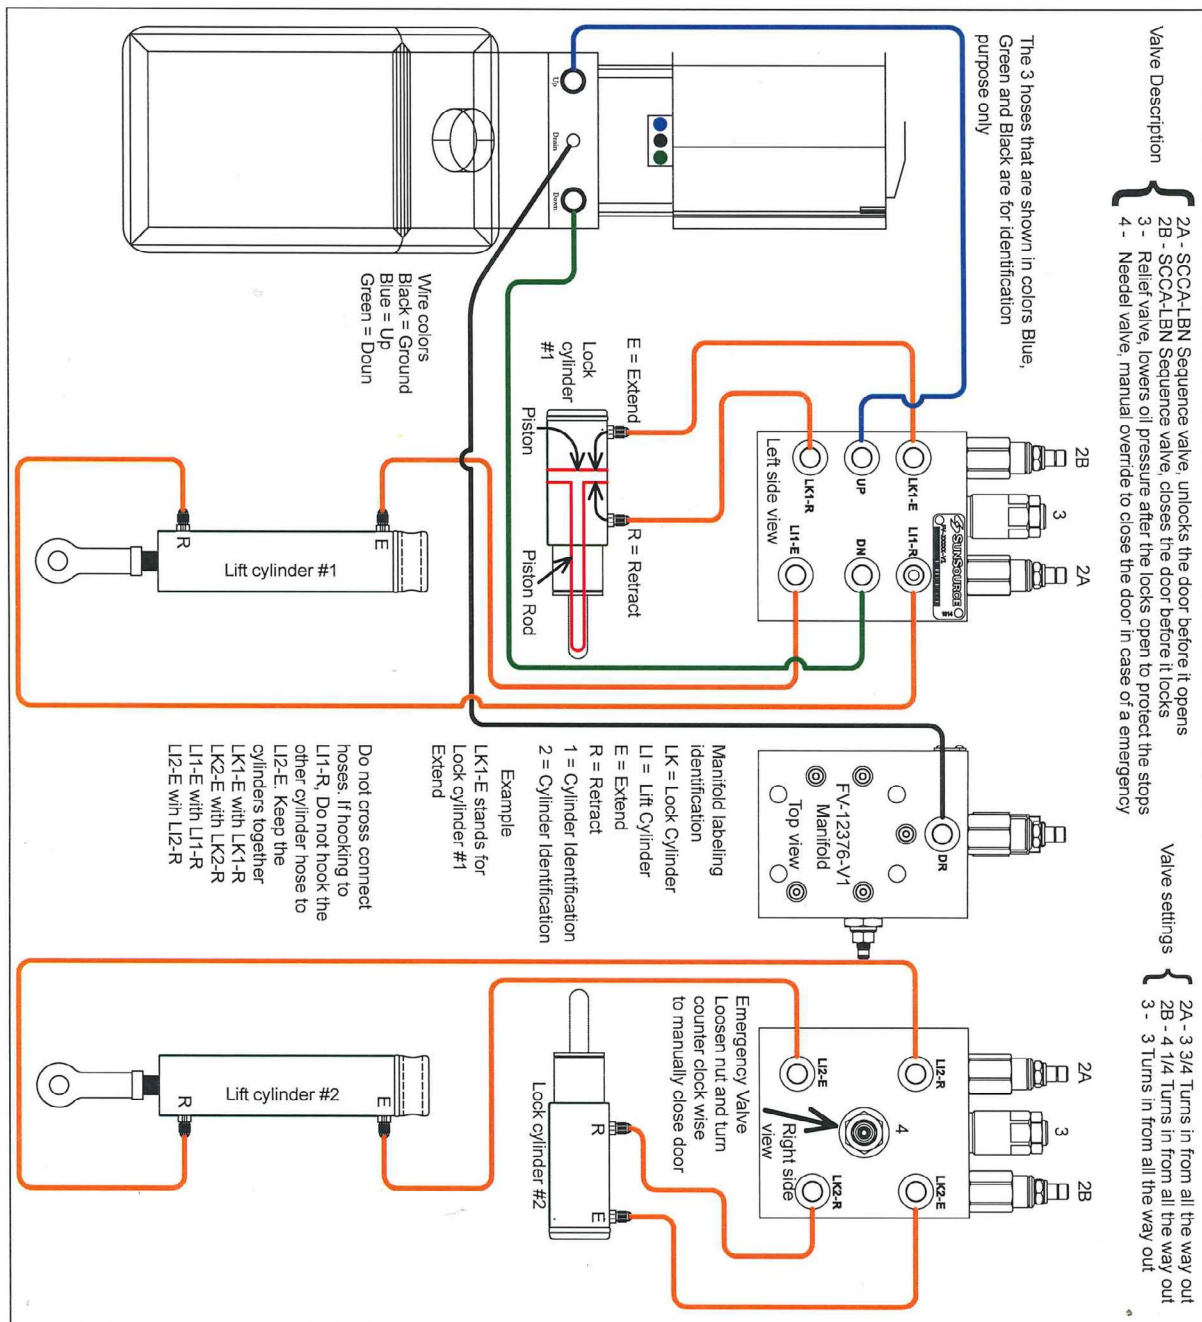 Valve Description
2A - SCCA-LBN Sequence valve, unlocks the door before it opens
2B - SCCA-LBN Sequence valve, closes the door before it locks
3 - Relief valve, lowers oil pressure after the locks open to protect the stops
4 - Needel valve, manual override to close the door in case of a emergency
Valve settings
2A - 3 3/4 Turns in from all the way out
2B - 4 1/4 Turns in from all the way out
3 - 3 Turns in from all the way out
The 3 hoses that are shown in colors Blue,
Green and Black are for identification
purpose only
2B
3
2A
SUNSOURCE
1014
LK1-E
LI1-R
UP
DN
LK1-R
LI1-E
Left side view
DR
FV-12376-V1
Manifold
Top view
2A
3
2B
LI2-R
LK2-E
4
LI2-E
LK2-R
Right side
view
Emergency Valve
Loosen nut and turn
counter clock wise
to manually close door
E = Extend
R = Retract
Lock
cylinder
#1
Piston
Piston Rod
Manifold labeling
identification
LK = Lock Cylinder
LI = Lift Cylinder
E = Extend
R = Retract
1 = Cylinder Identification
2 = Cylinder Identification
Example
LK1-E stands for
Lock cylinder #1
Extend
R
E
Lock cylinder #2
Up
Drain
Down
Wire colors
Black = Ground
Blue = Up
Green = Doun
Do not cross connect
hoses. If hooking to
LI1-R, Do not hook the
other cylinder hose to
LI2-E. Keep the
cylinders together
LK1-E with LK1-R
LK2-E with LK2-R
LI1-E with LI1-R
LI2-E wih LI2-R
R
E
Lift cylinder #1
Lift cylinder #2
R
E